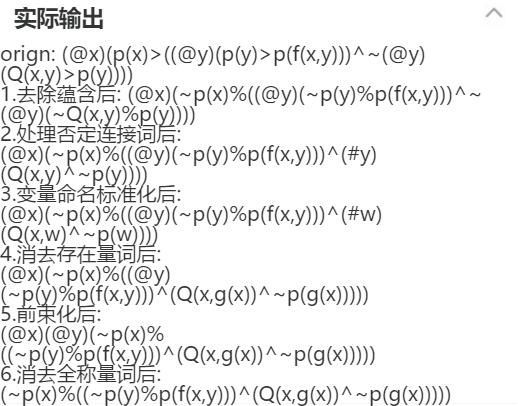 实际输出
orign: (@x)(p(x)>((@y)(p(y)>p(f(x,y)))^~(@y)
(Q(x,y)>p(y))))
1.去除蕴含后: (@x)(~p(x)%((@y)(~p(y)%p(f(x,y)))^~
(@y)(~Q(x,y)%p(y))))
2.处理否定连接词后:
(@x)(~p(x)%((@y)(~p(y)%p(f(x,y)))^(#y)
(Q(x,y)^~p(y))))
3.变量命名标准化后:
(@x)(~p(x)%((@y)(~p(y)%p(f(x,y)))^(#w)
(Q(x,w)^~p(w))))
4.消去存在量词后:
(@x)(~p(x)%((@y)
(~p(y)%p(f(x,y)))^(Q(x,g(x))^~p(g(x)))))
5.前束化后:
(@x)(@y)(~p(x)%
((~p(y)%p(f(x,y)))^(Q(x,g(x))^~p(g(x)))))
6.消去全称量词后:
(~p(x)%((~p(y)%p(f(x,y)))^(Q(x,g(x))^~p(g(x)))))